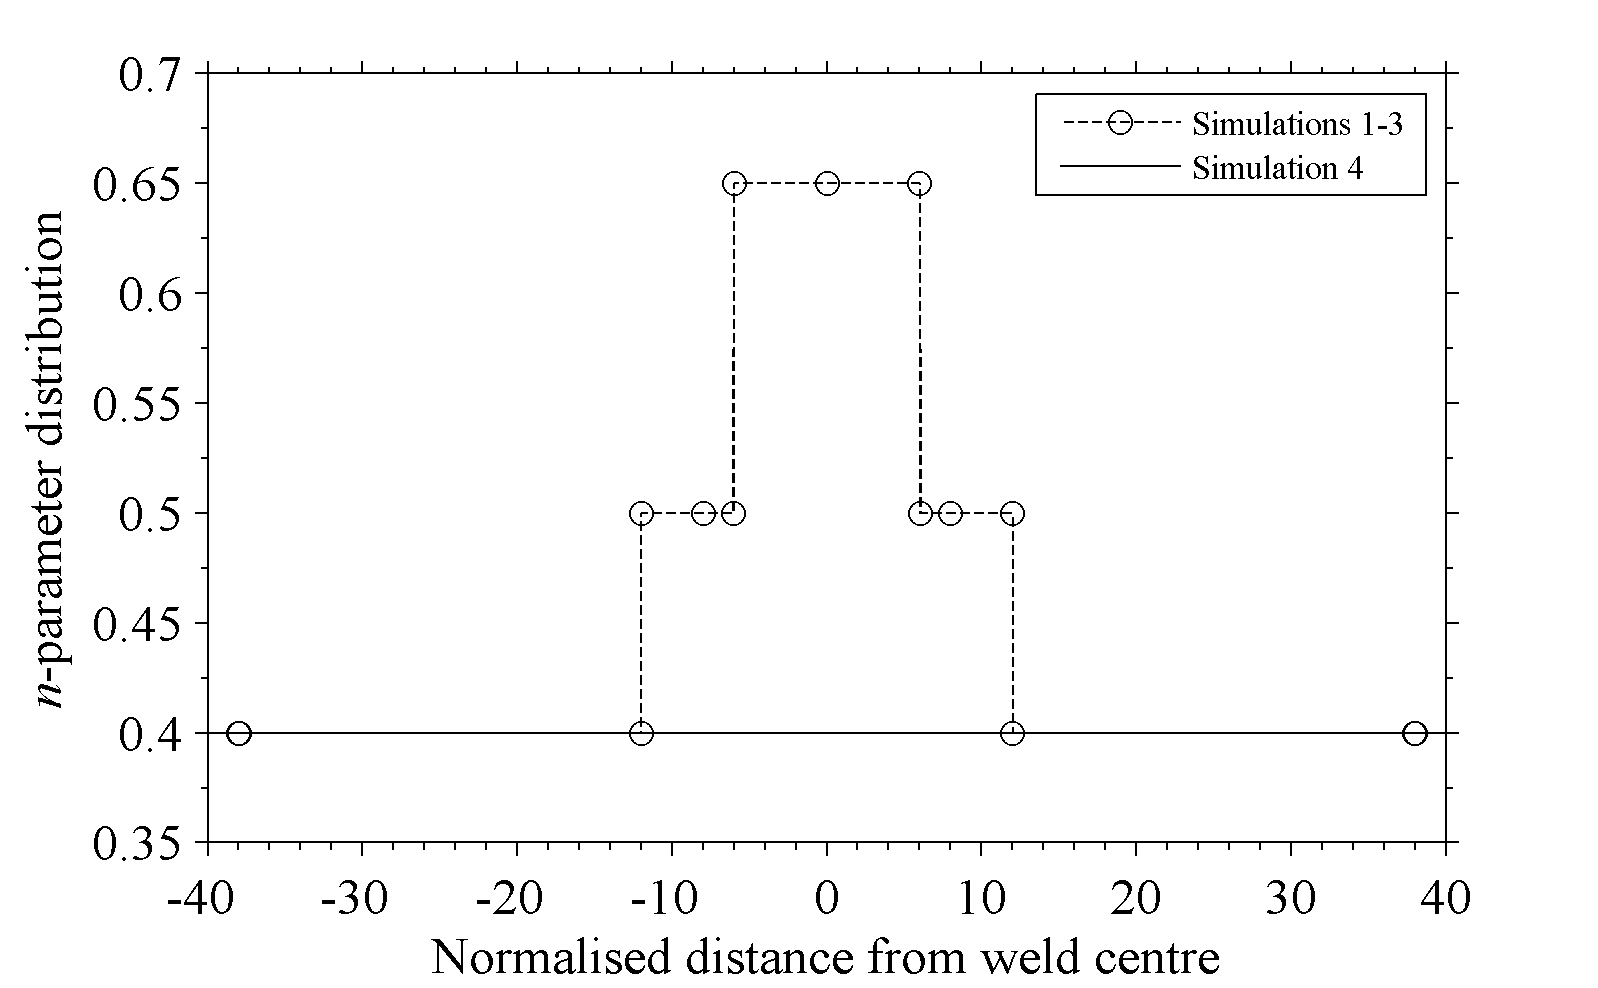 0.7
0.65
0.6
0.55
0.5
0.45
0.4
0.35
n-parameter distribution
Simulations 1-3
Simulation 4
-40 -30 -20 -10 0 10 20 30 40
Normalised distance from weld centre